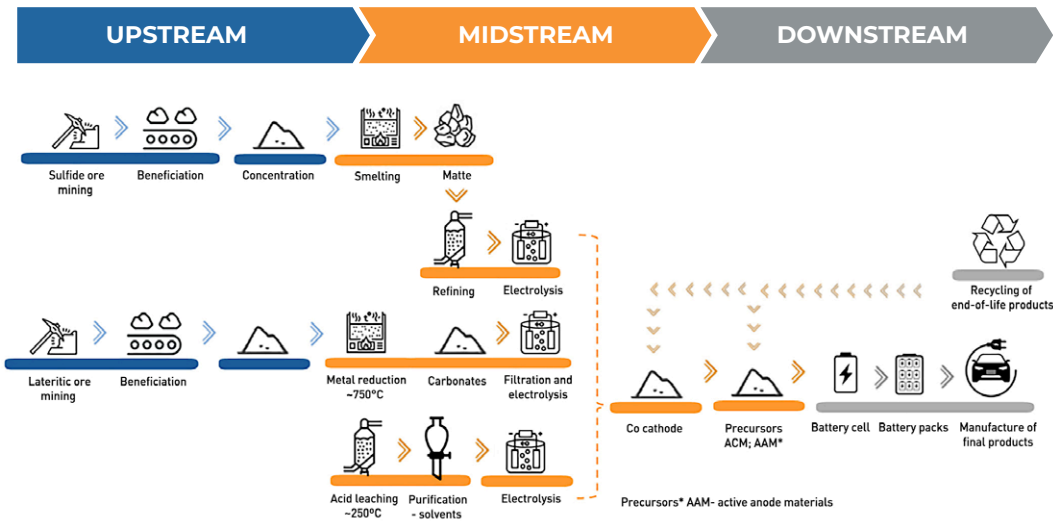 UPSTREAM
MIDSTREAM
DOWNSTREAM
Sulfide ore
mining
Beneficiation
Concentration
Smelting
Matte
Refining
Electrolysis
Recycling of
end-of-life products
Lateritic ore
mining
Beneficiation
Metal reduction
~750°C
Carbonates
Filtration and
electrolysis
Co cathode
Precursors
ACM; AAM*
Battery cell
Battery packs
Manufacture of
final products
Acid leaching
~250°C
Purification
- solvents
Electrolysis
Precursors* AAM- active anode materials